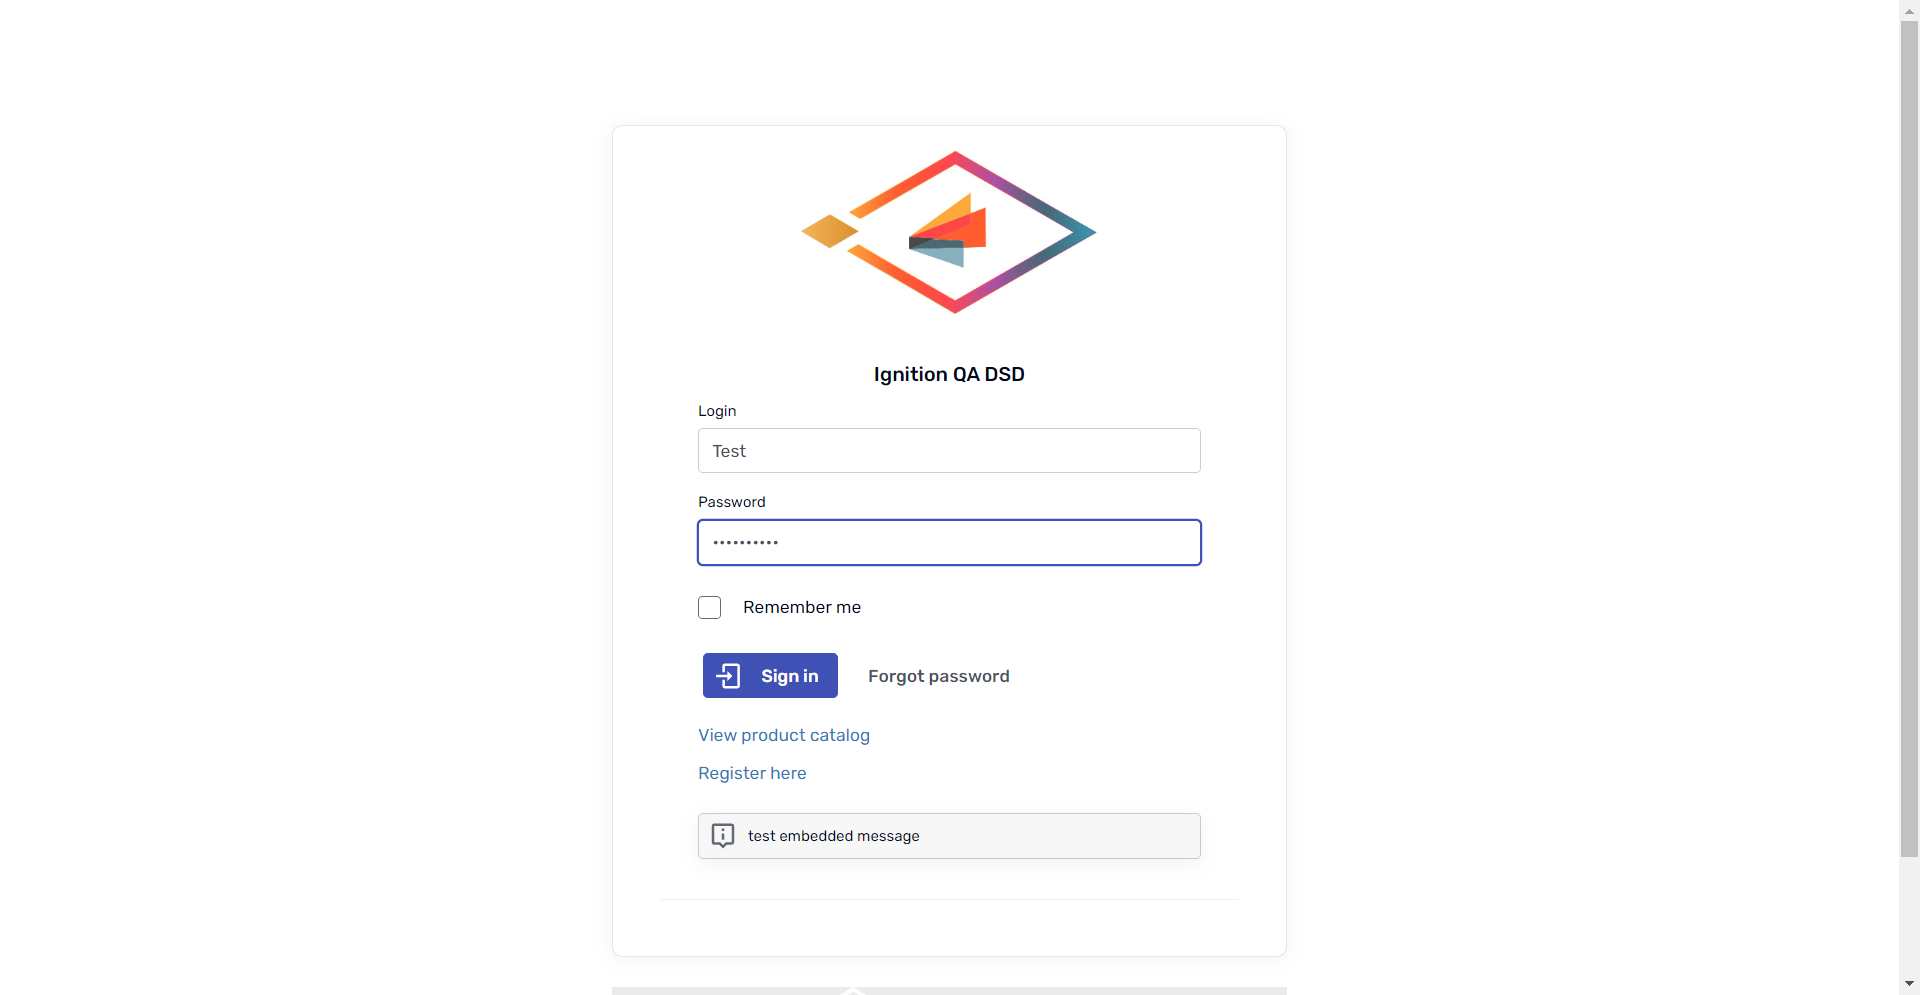 Ignition QA DSD
Login
Test
Password
••••••••••
Remember me
Sign in
Forgot password
View product catalog
Register here
test embedded message